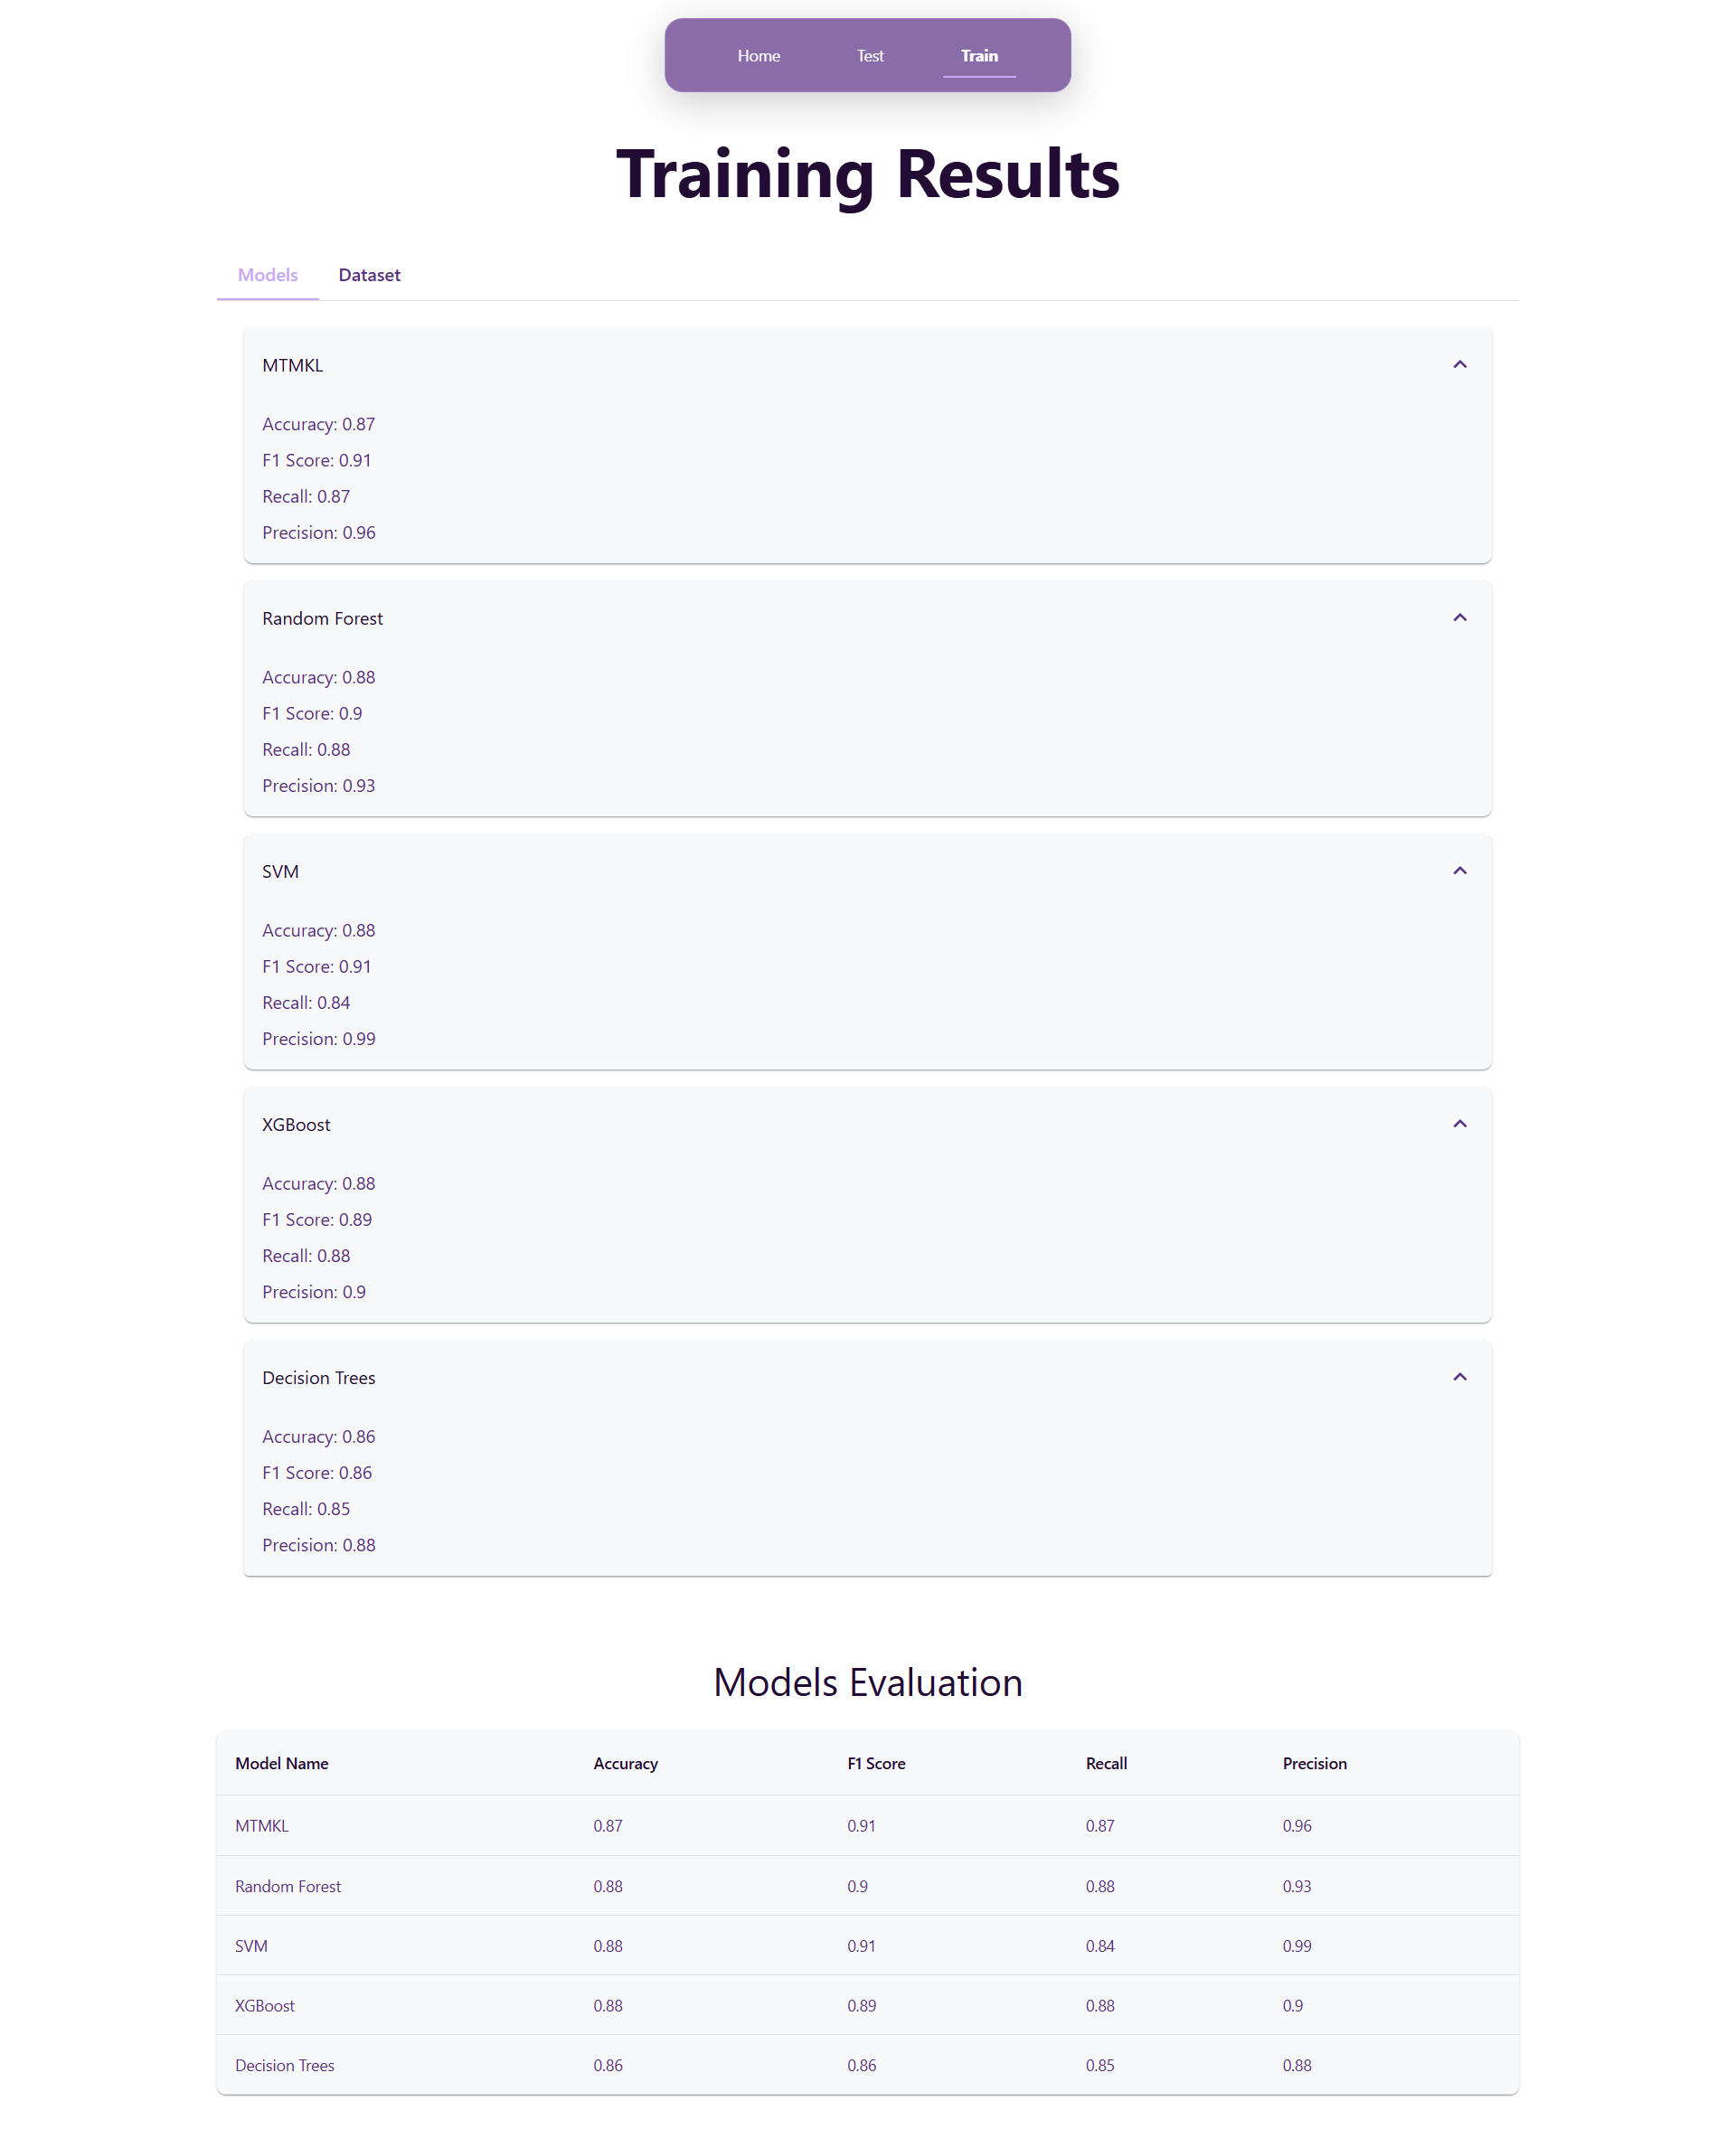 Home Test Train
Training Results
Models Dataset
MTMKL
Accuracy: 0.87
F1 Score: 0.91
Recall: 0.87
Precision: 0.96
Random Forest
Accuracy: 0.88
F1 Score: 0.9
Recall: 0.88
Precision: 0.93
SVM
Accuracy: 0.88
F1 Score: 0.91
Recall: 0.84
Precision: 0.99
XGBoost
Accuracy: 0.88
F1 Score: 0.89
Recall: 0.88
Precision: 0.9
Decision Trees
Accuracy: 0.86
F1 Score: 0.86
Recall: 0.85
Precision: 0.88
Models Evaluation
Model Name Accuracy F1 Score Recall Precision
MTMKL 0.87 0.91 0.87 0.96
Random Forest 0.88 0.9 0.88 0.93
SVM 0.88 0.91 0.84 0.99
XGBoost 0.88 0.89 0.88 0.9
Decision Trees 0.86 0.86 0.85 0.88